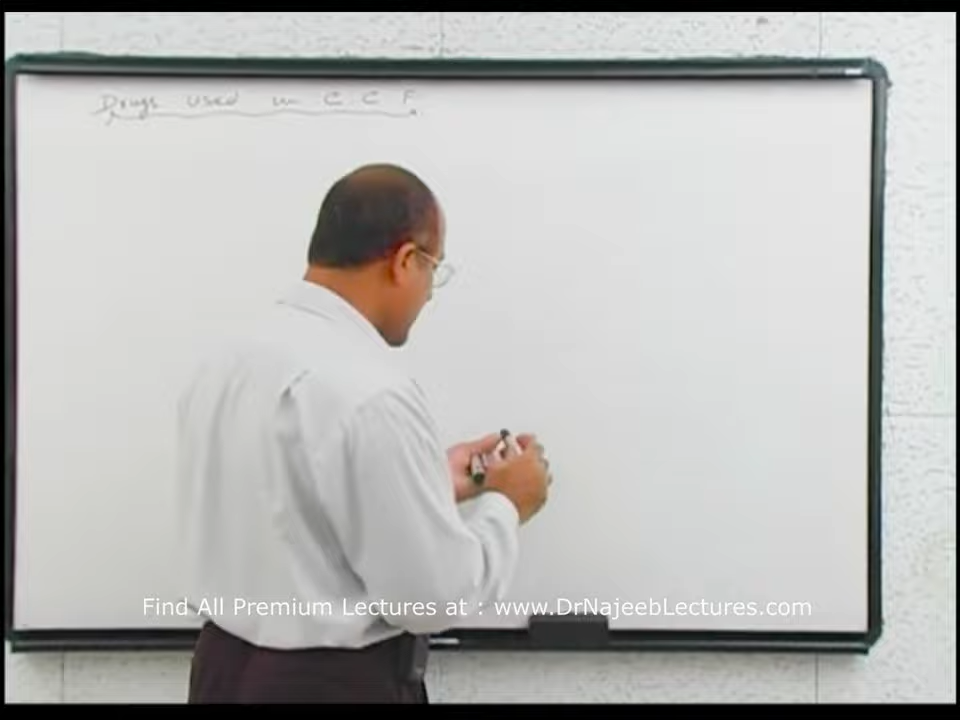 Drugs used in C C F
Find All Premium Lectures at : www.DrNajeebLectures.com